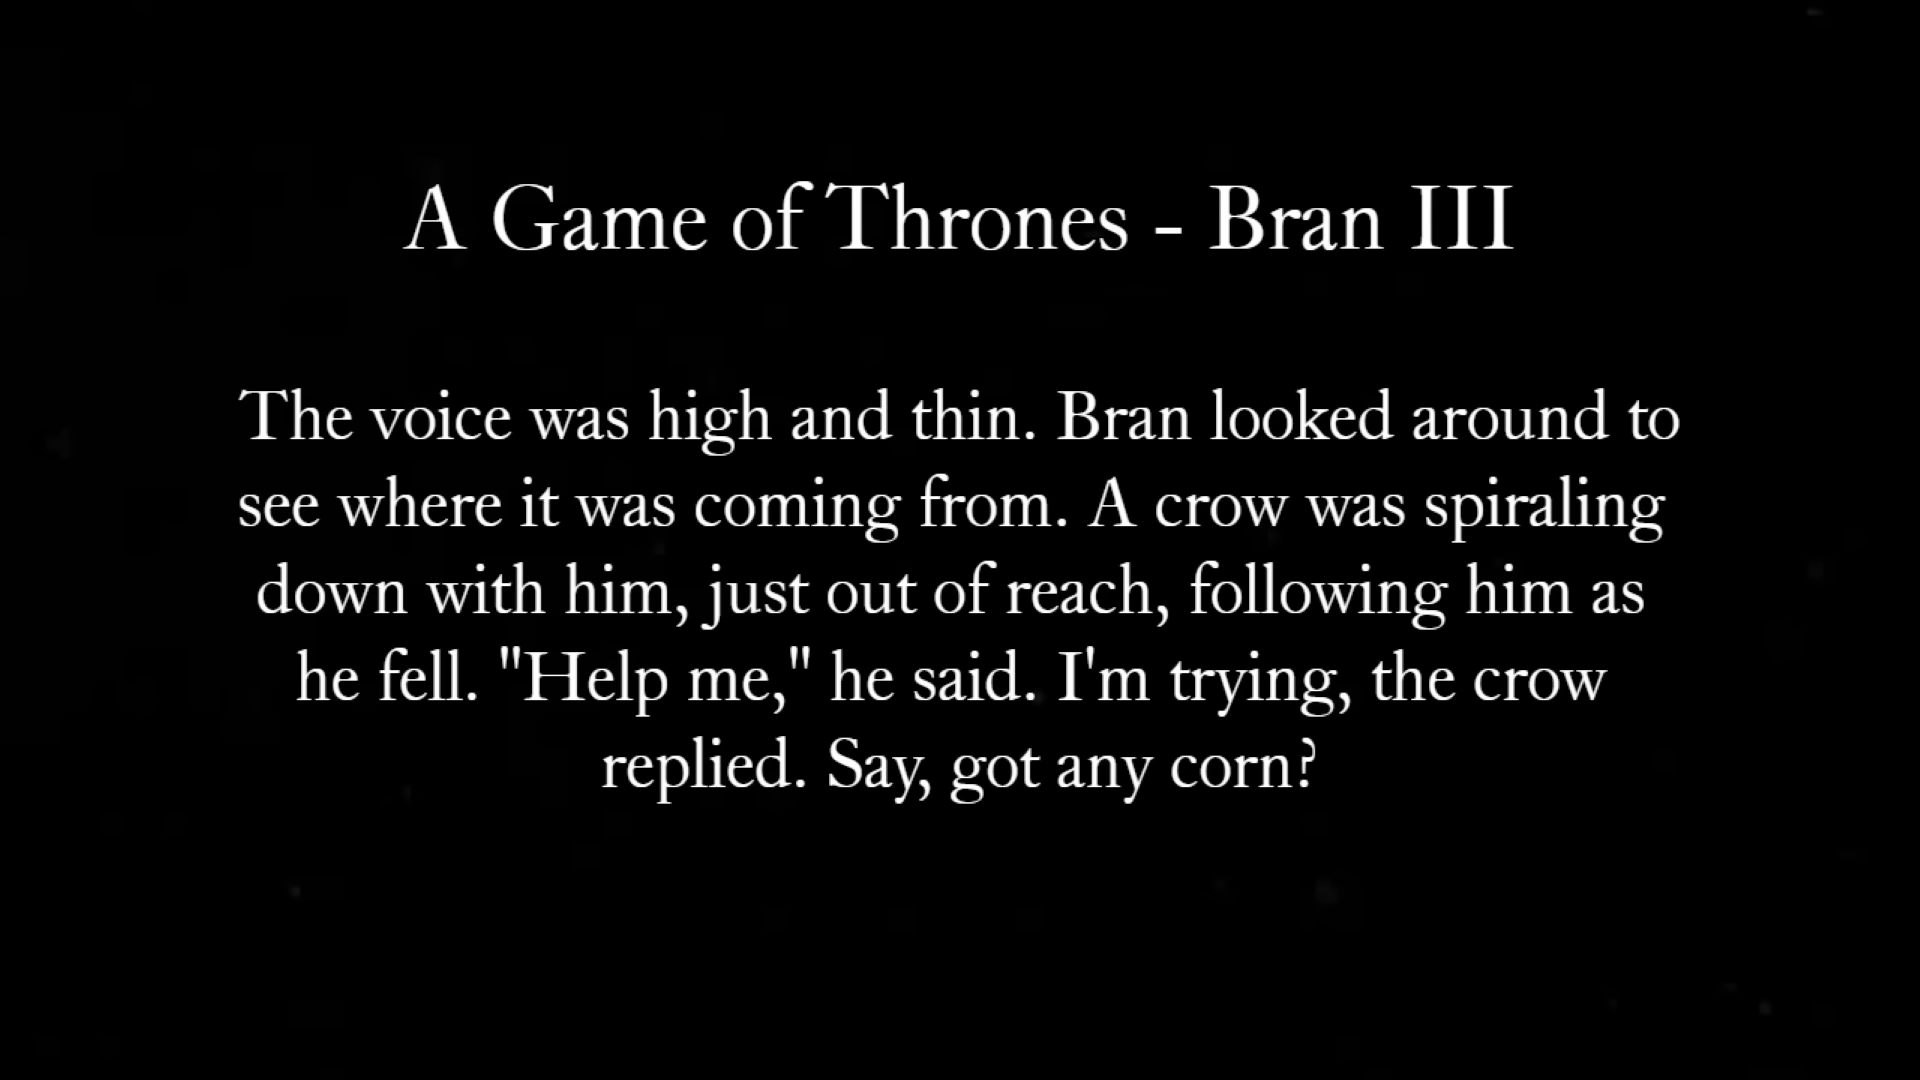 A Game of Thrones - Bran III
The voice was high and thin. Bran looked around to
see where it was coming from. A crow was spiraling
down with him, just out of reach, following him as
he fell. "Help me," he said. I'm trying, the crow
replied. Say, got any corn?